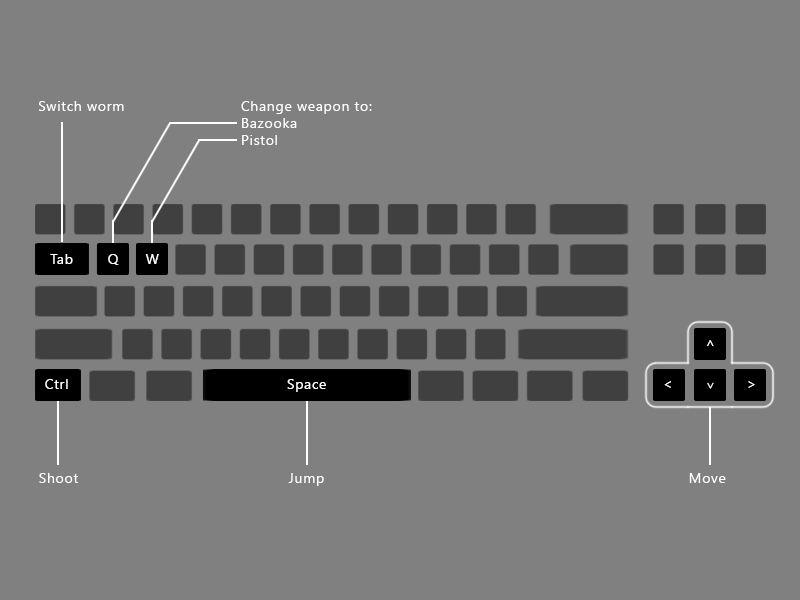 Switch worm
Change weapon to:
Bazooka
Pistol
Tab
Q
W
^
Ctrl
Space
<
v
>
Shoot
Jump
Move